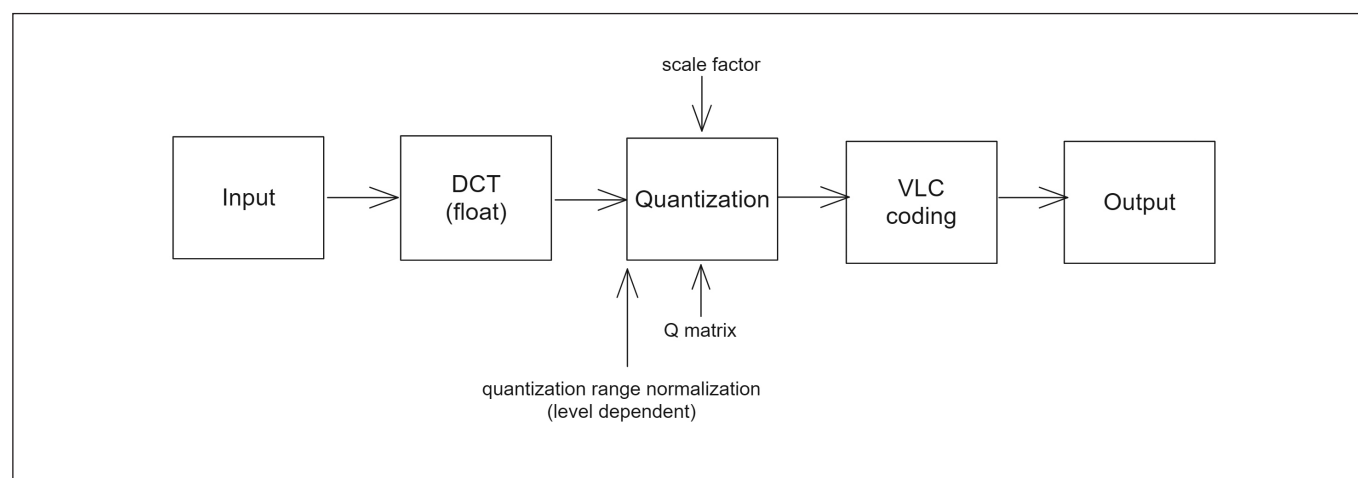 scale factor
Input
DCT
(float)
Quantization
VLC
coding
Output
Q matrix
quantization range normalization
(level dependent)